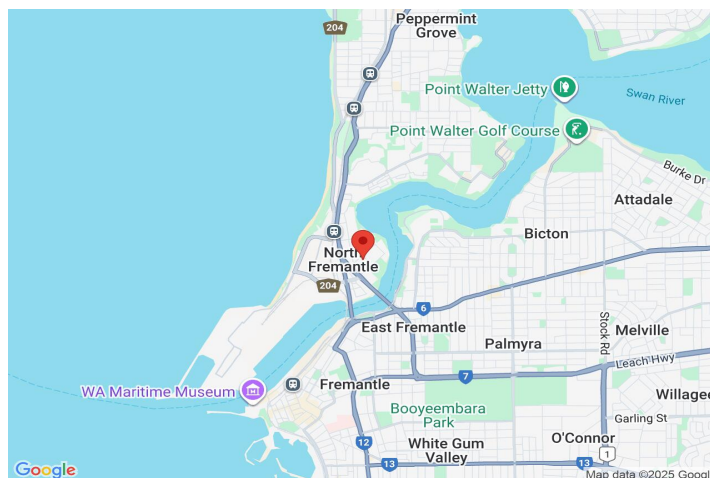 Peppermint
Grove
204
Point Walter Jetty
Swan River
Point Walter Golf Course
Burke Dr
Attadale
Bicton
North
Fremantle
204
6
East Fremantle
Stock Rd
Melville
Palmyra
Leach Hwy
WA Maritime Museum
Fremantle
7
Willagee
Booyeembara
Park
Garling St
12
White Gum
Valley
O'Connor
13
13
1
Google
Map data ©2025 Google